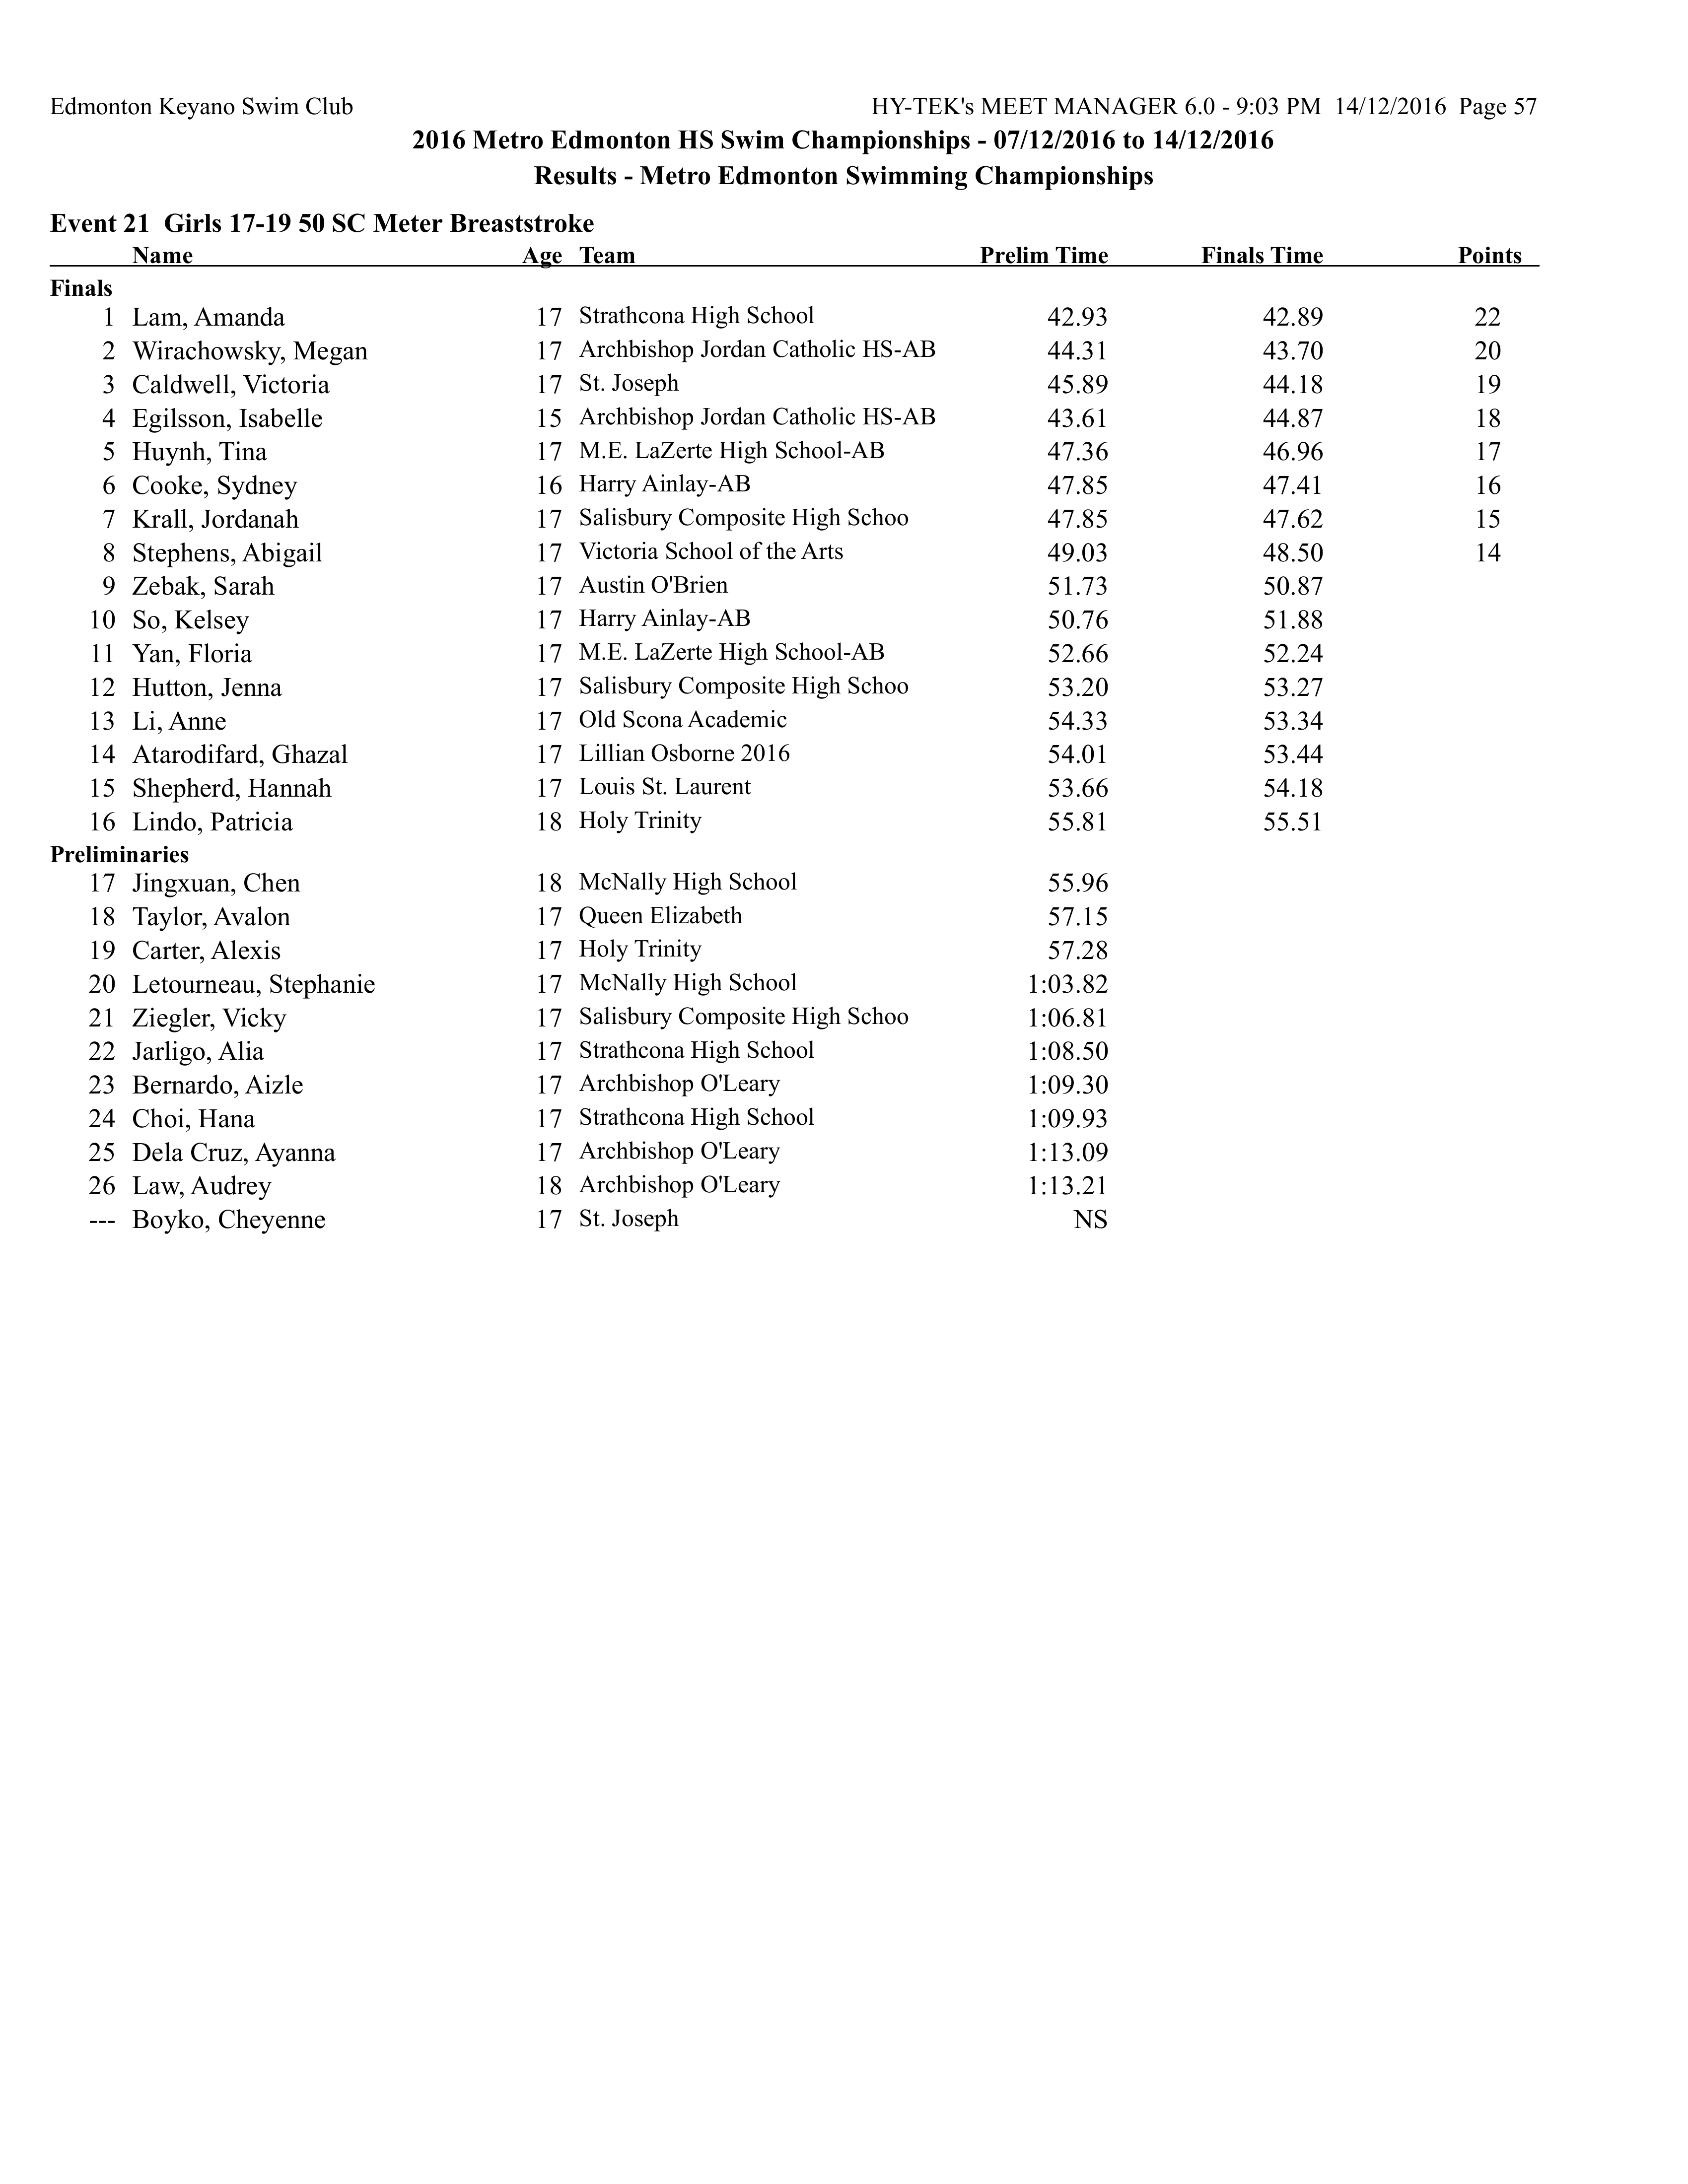 Edmonton Keyano Swim Club HY-TEK's MEET MANAGER 6.0 - 9:03 PM 14/12/2016 Page 57
2016 Metro Edmonton HS Swim Championships - 07/12/2016 to 14/12/2016
Results - Metro Edmonton Swimming Championships
Event 21 Girls 17-19 50 SC Meter Breaststroke
Name Age Team Prelim Time Finals Time Points
Finals
1 Lam, Amanda 17 Strathcona High School 42.93 42.89 22
2 Wirachowsky, Megan 17 Archbishop Jordan Catholic HS-AB 44.31 43.70 20
3 Caldwell, Victoria 17 St. Joseph 45.89 44.18 19
4 Egilsson, Isabelle 15 Archbishop Jordan Catholic HS-AB 43.61 44.87 18
5 Huynh, Tina 17 M.E. LaZerte High School-AB 47.36 46.96 17
6 Cooke, Sydney 16 Harry Ainlay-AB 47.85 47.41 16
7 Krall, Jordanah 17 Salisbury Composite High Schoo 47.85 47.62 15
8 Stephens, Abigail 17 Victoria School of the Arts 49.03 48.50 14
9 Zebak, Sarah 17 Austin O'Brien 51.73 50.87
10 So, Kelsey 17 Harry Ainlay-AB 50.76 51.88
11 Yan, Floria 17 M.E. LaZerte High School-AB 52.66 52.24
12 Hutton, Jenna 17 Salisbury Composite High Schoo 53.20 53.27
13 Li, Anne 17 Old Scona Academic 54.33 53.34
14 Atarodifard, Ghazal 17 Lillian Osborne 2016 54.01 53.44
15 Shepherd, Hannah 17 Louis St. Laurent 53.66 54.18
16 Lindo, Patricia 18 Holy Trinity 55.81 55.51
Preliminaries
17 Jingxuan, Chen 18 McNally High School 55.96
18 Taylor, Avalon 17 Queen Elizabeth 57.15
19 Carter, Alexis 17 Holy Trinity 57.28
20 Letourneau, Stephanie 17 McNally High School 1:03.82
21 Ziegler, Vicky 17 Salisbury Composite High Schoo 1:06.81
22 Jarligo, Alia 17 Strathcona High School 1:08.50
23 Bernardo, Aizle 17 Archbishop O'Leary 1:09.30
24 Choi, Hana 17 Strathcona High School 1:09.93
25 Dela Cruz, Ayanna 17 Archbishop O'Leary 1:13.09
26 Law, Audrey 18 Archbishop O'Leary 1:13.21
--- Boyko, Cheyenne 17 St. Joseph NS